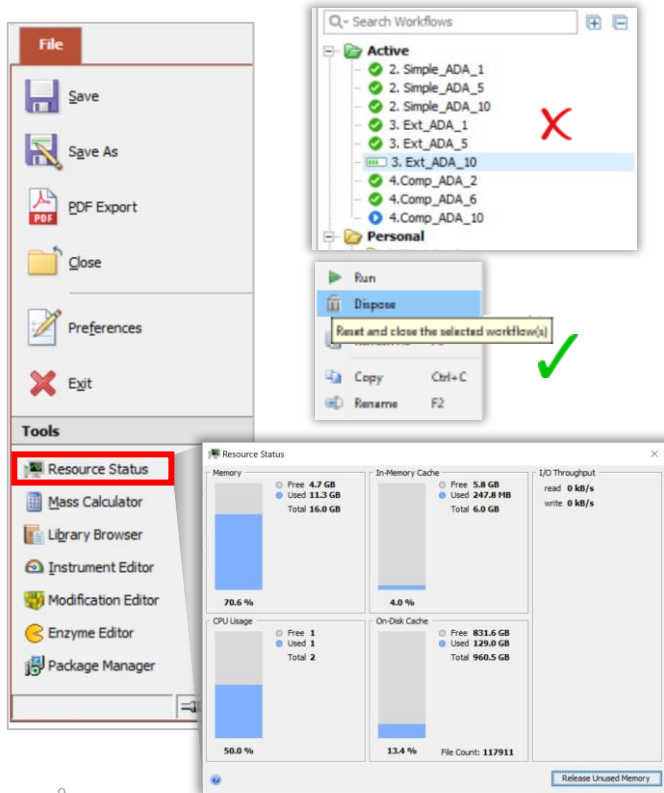 File
Save
Save As
PDF
PDF Export
Close
Preferences
Exit
Tools
Resource Status
Mass Calculator
Library Browser
Instrument Editor
Modification Editor
Enzyme Editor
Package Manager
Search Workflows
Active
2. Simple_ADA_1
2. Simple_ADA_5
2. Simple_ADA_10
3. Ext_ADA_1
3. Ext_ADA_5
3. Ext_ADA_10
4.Comp_ADA_2
4.Comp_ADA_6
4.Comp_ADA_10
Personal
Run
Dispose
Reset and close the selected workflow(s)
Copy Ctrl+C
Rename F2
Resource Status
Memory
Free 4.7 GB
Used 11.3 GB
Total 16.0 GB
70.6 %
In-Memory Cache
Free 5.8 GB
Used 247.8 MB
Total 6.0 GB
4.0 %
I/O Throughput
read 0 kB/s
write 0 kB/s
CPU Usage
Free 1
Used 1
Total 2
50.0 %
On-Disk Cache
Free 831.6 GB
Used 129.0 GB
Total 960.5 GB
13.4 % File Count: 117911
Release Unused Memory